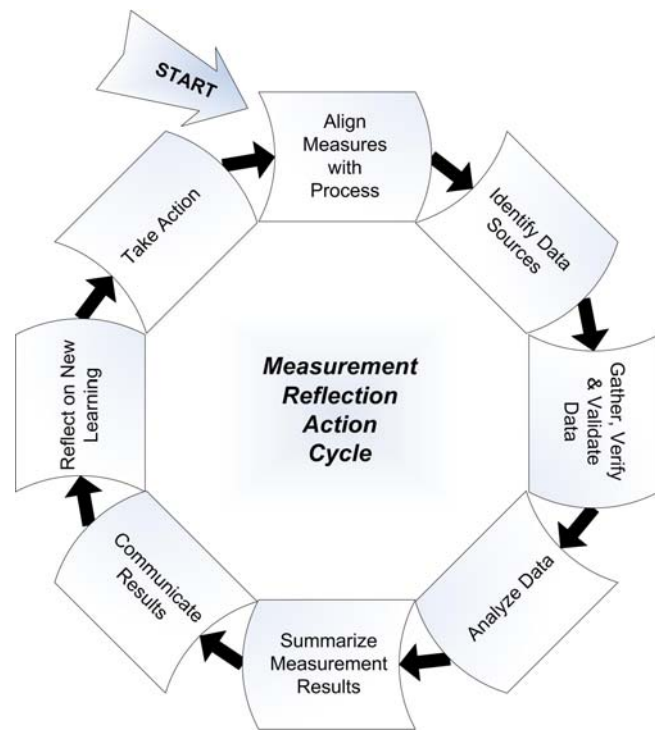 START
Align
Measures
with
Process
Identify Data
Sources
Gather, Verify
& Validate
Data
Analyze Data
Summarize
Measurement
Results
Communicate
Results
Reflect on New
Learning
Take Action
Measurement
Reflection
Action
Cycle